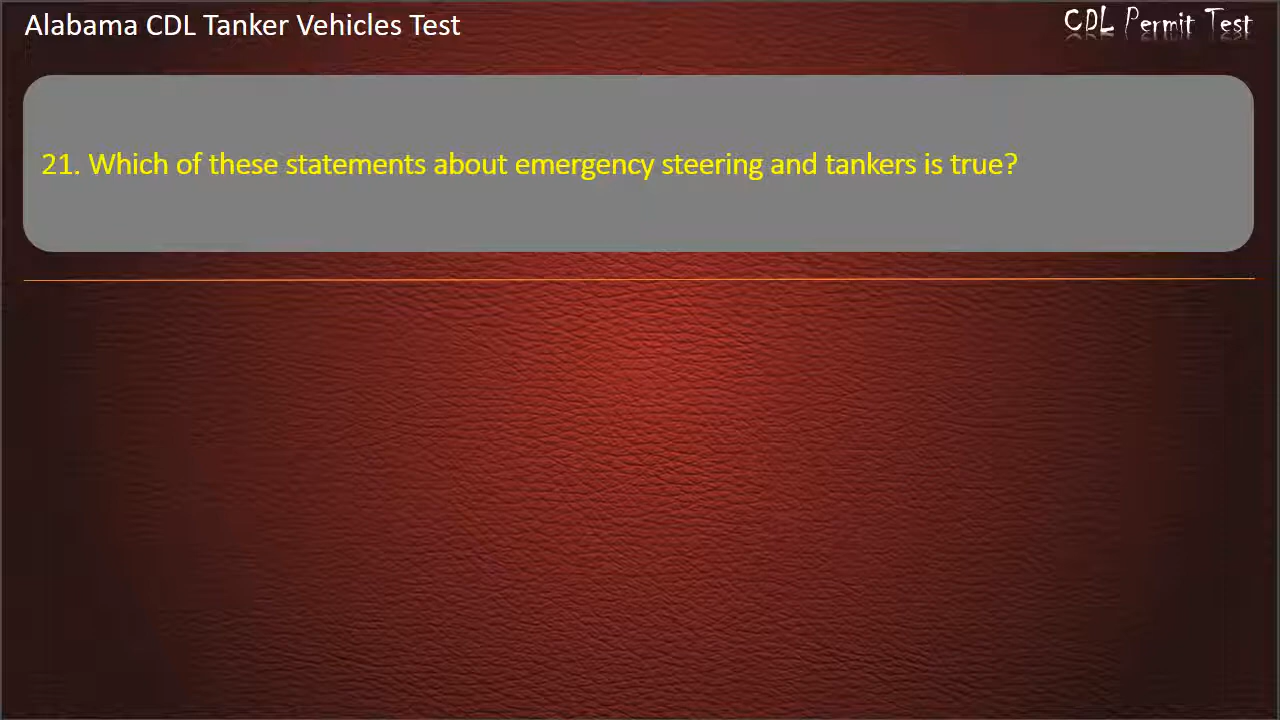 Alabama CDL Tanker Vehicles Test
CDL Permit Test
21. Which of these statements about emergency steering and tankers is true?